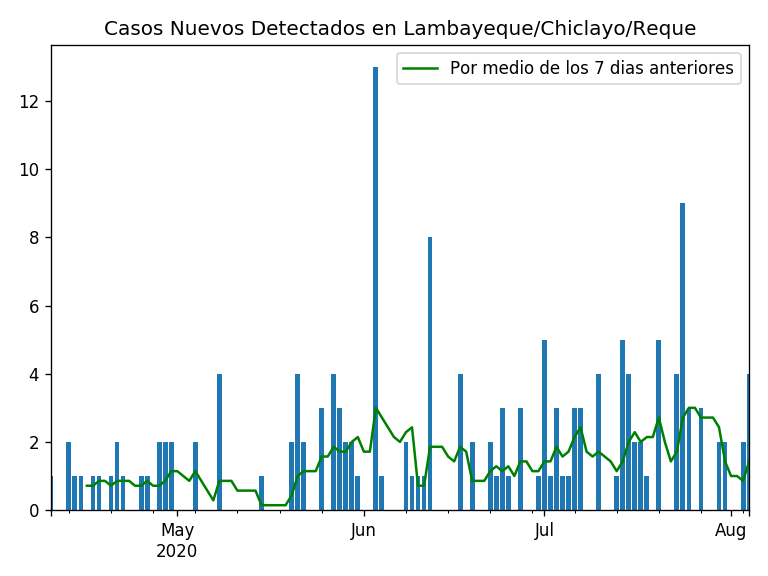 Casos Nuevos Detectados en Lambayeque/Chiclayo/Reque
Por medio de los 7 dias anteriores
12
10
8
6
4
2
0
May
2020
Jun
Jul
Aug